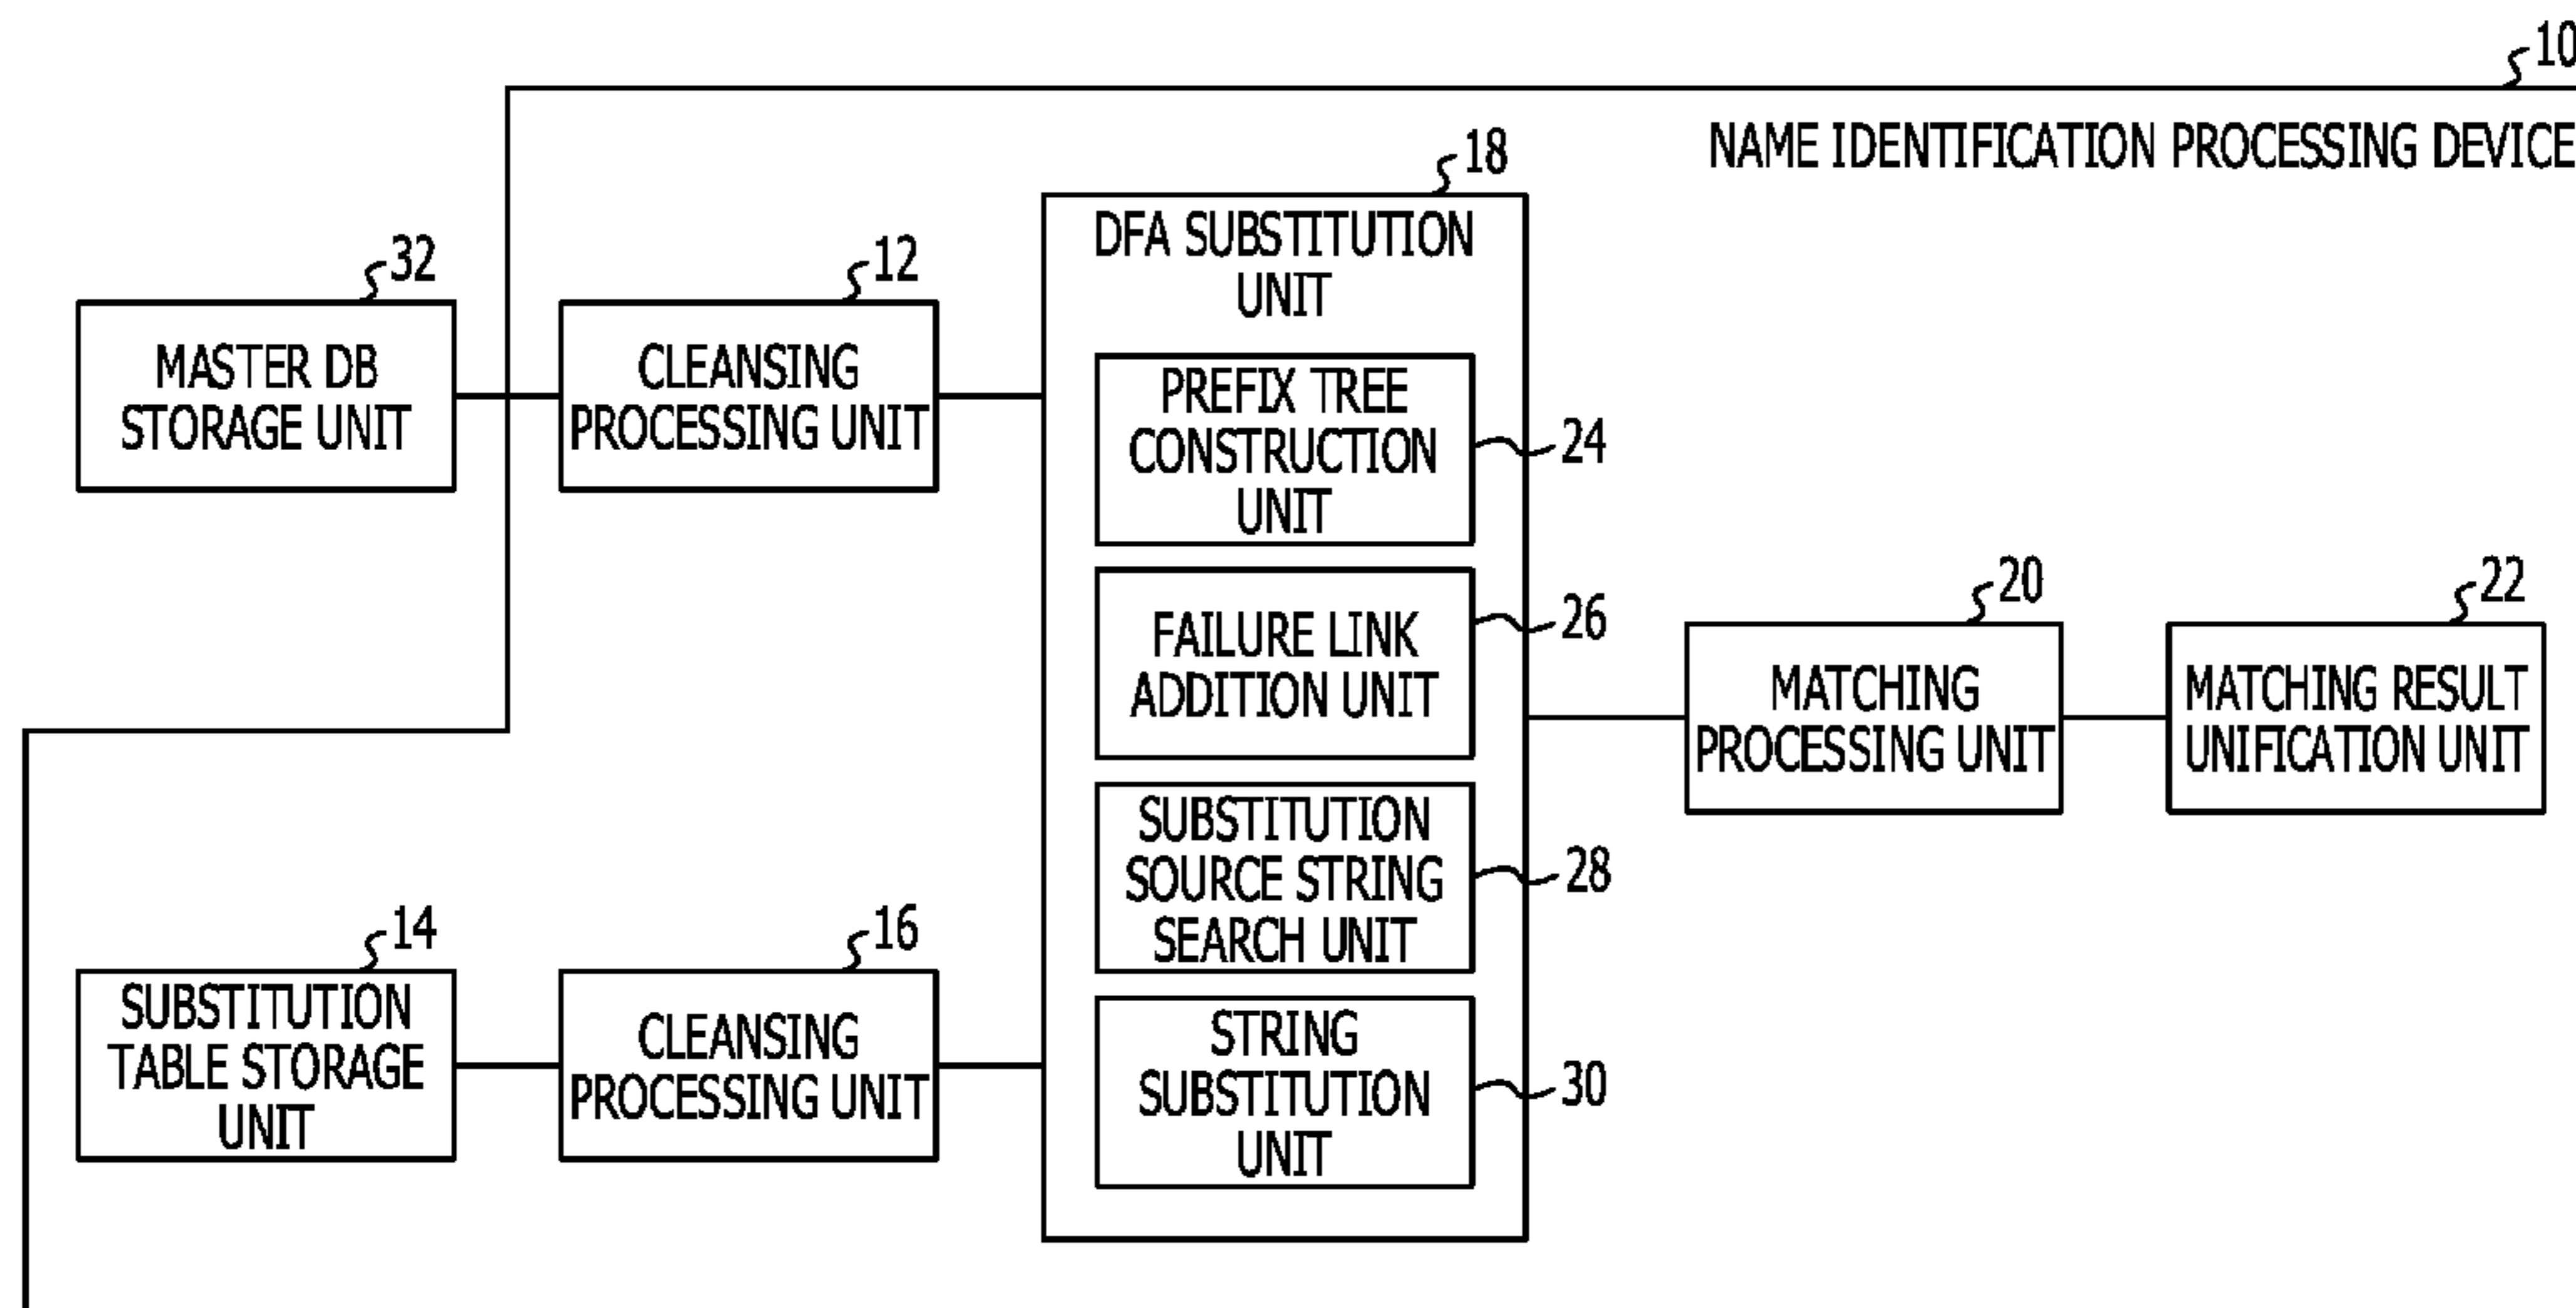 10
NAME IDENTIFICATION PROCESSING DEVICE
18
DFA SUBSTITUTION
UNIT
32
MASTER DB
STORAGE UNIT
12
CLEANSING
PROCESSING UNIT
PREFIX TREE
CONSTRUCTION
UNIT
24
FAILURE LINK
ADDITION UNIT
26
20
MATCHING
PROCESSING UNIT
22
MATCHING RESULT
UNIFICATION UNIT
SUBSTITUTION
SOURCE STRING
SEARCH UNIT
28
14
SUBSTITUTION
TABLE STORAGE
UNIT
16
CLEANSING
PROCESSING UNIT
STRING
SUBSTITUTION
UNIT
30